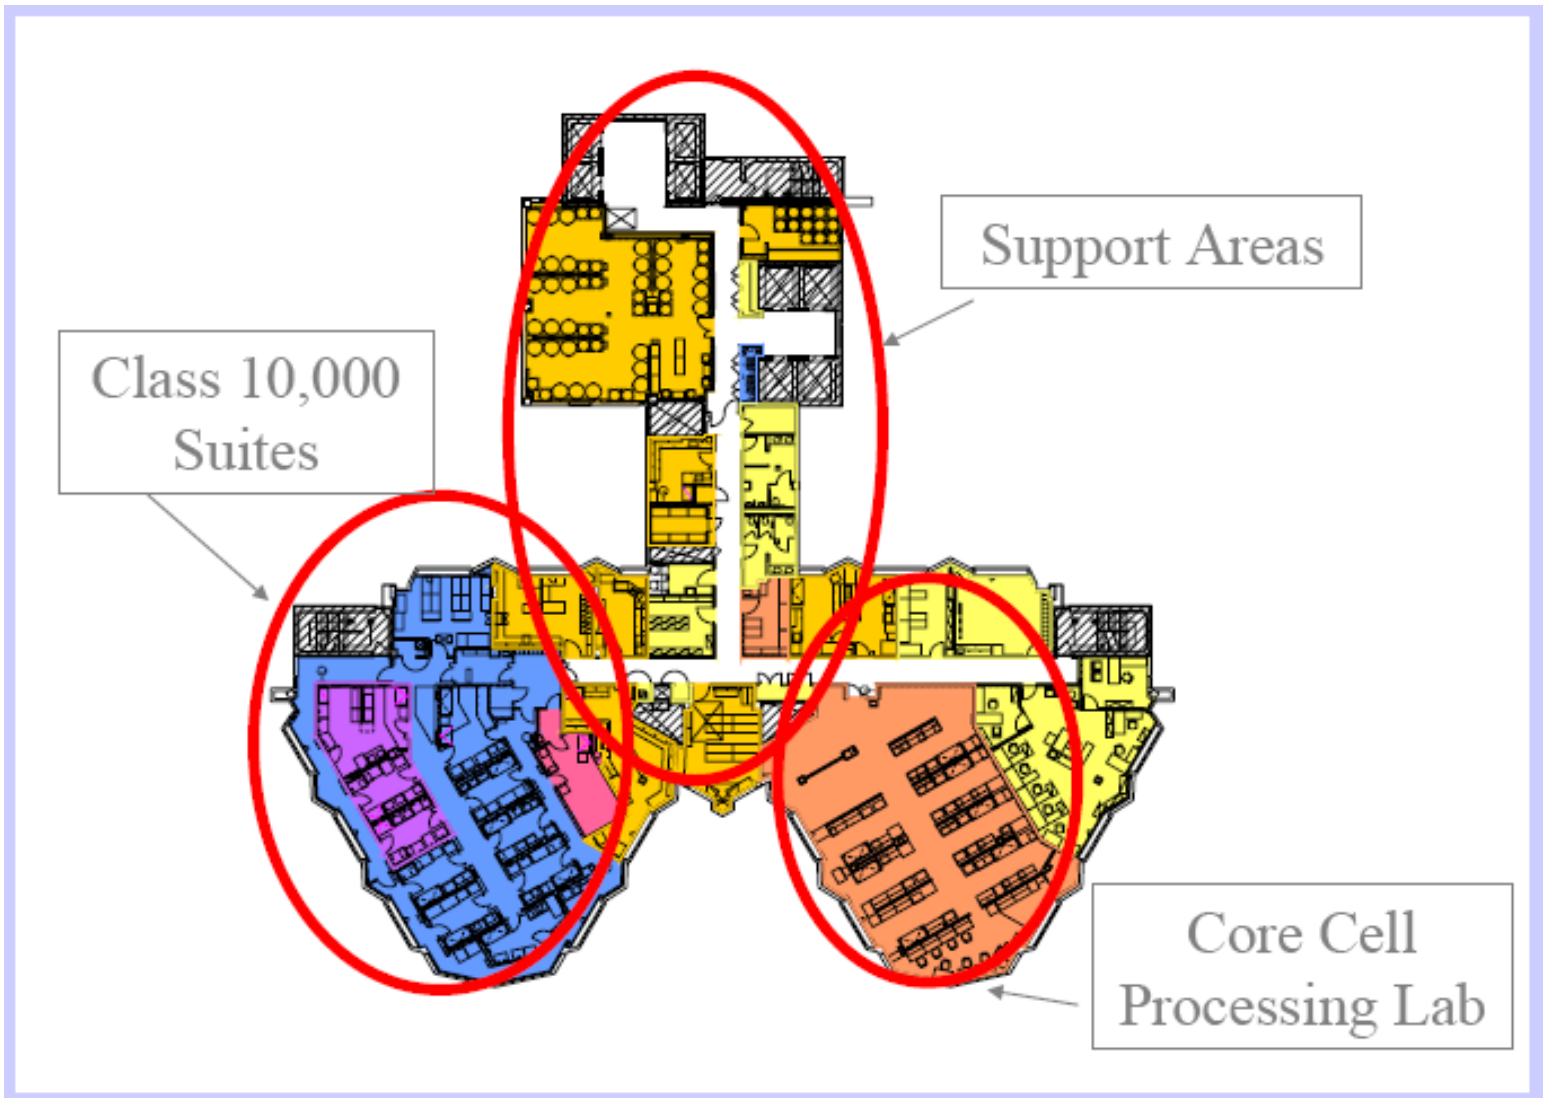 Support Areas
Class 10,000
Suites
Core Cell
Processing Lab